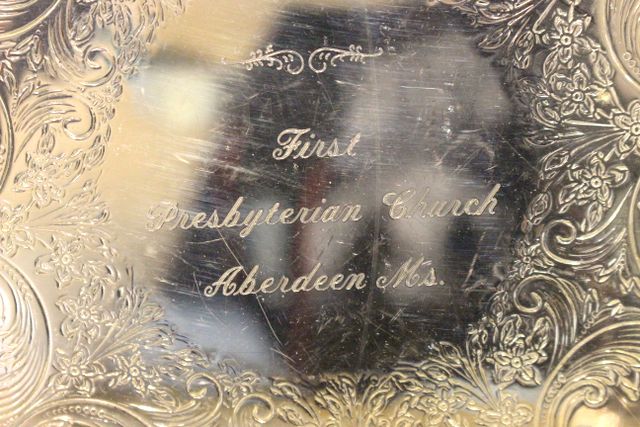 First
Presbyterian Church
Aberdeen Ms.